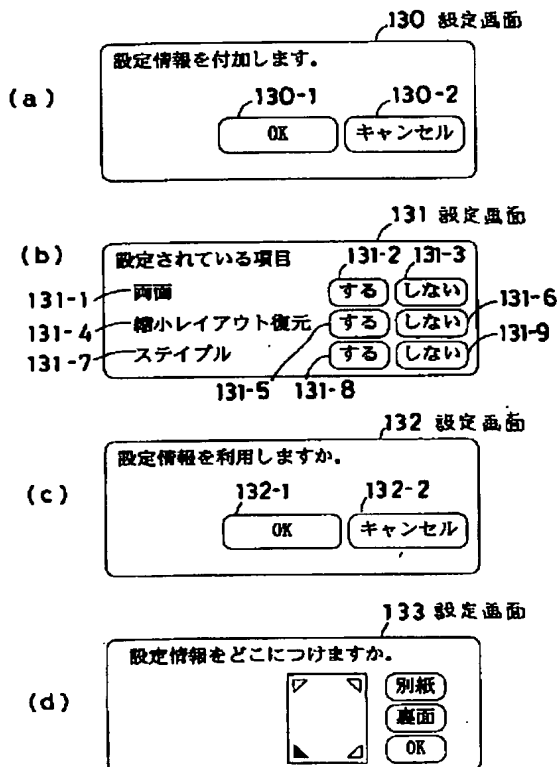 130 設定画面
(a)
設定情報を付加します。
130-1 130-2
OK キャンセル
131 設定画面
(b)
設定されている項目 131-2 131-3
131-1 両面 する しない 131-6
131-4 縮小レイアウト復元 する しない
131-7 ステイプル する しない 131-9
131-5 131-8
132 設定画面
(c)
設定情報を利用しますか。
132-1 132-2
OK キャンセル
133 設定画面
(d)
設定情報をどこにつけますか。
別紙
裏面
OK